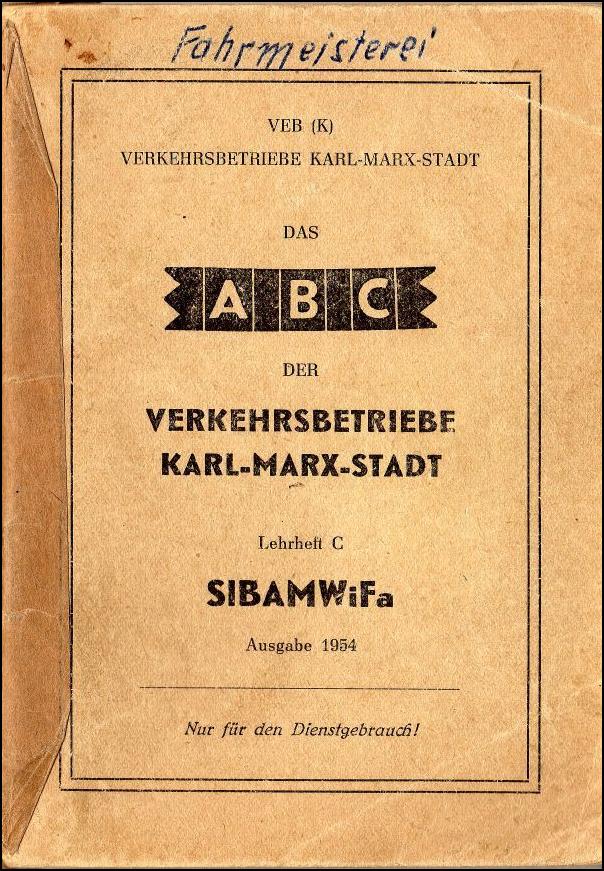 Fahrmeisterei
VEB (K)
VERKEHRSBETRIEBE KARL-MARX-STADT
DAS
ABC
DER
VERKEHRSBETRIEBE
KARL-MARX-STADT
Lehrheft C
SIBAMWiFa
Ausgabe 1954
Nur für den Dienstgebrauch!